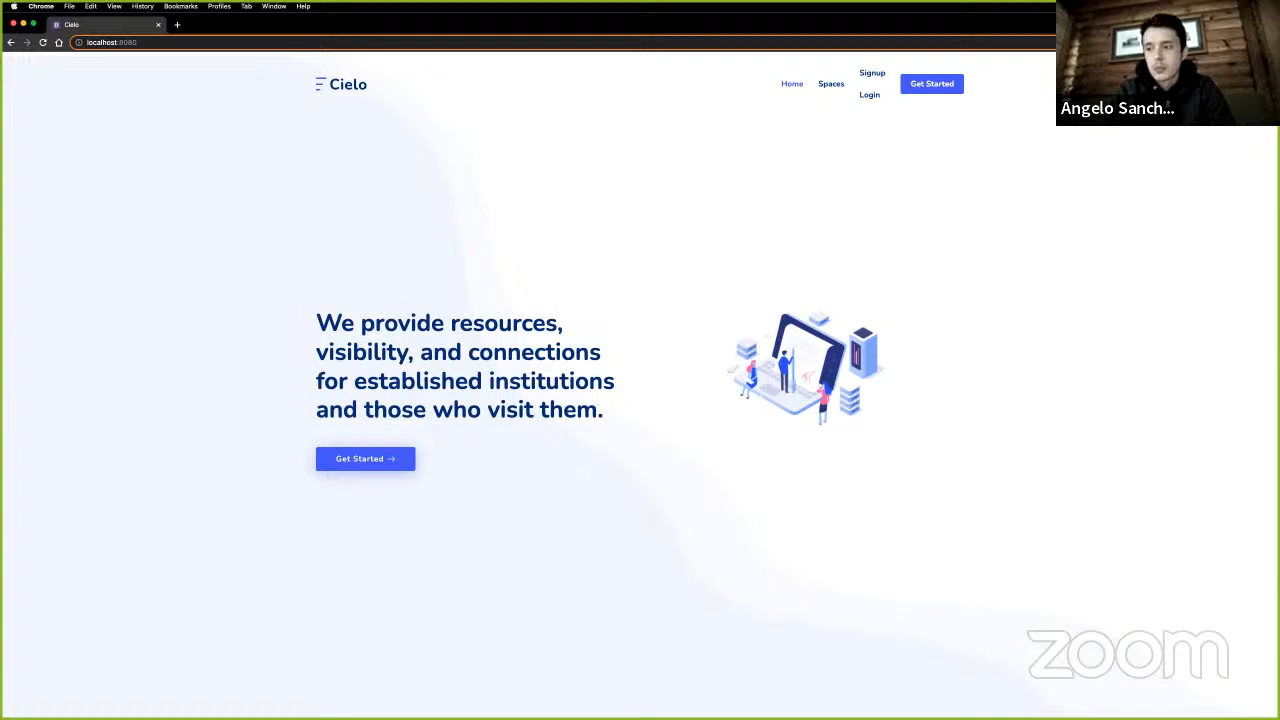 Chrome File Edit View History Bookmarks Profiles Tab Window Help
Cielo
localhost:8080
Cielo
Home Spaces Signup Login Get Started
Angelo Sanch...
We provide resources,
visibility, and connections
for established institutions
and those who visit them.
Get Started →
zoom